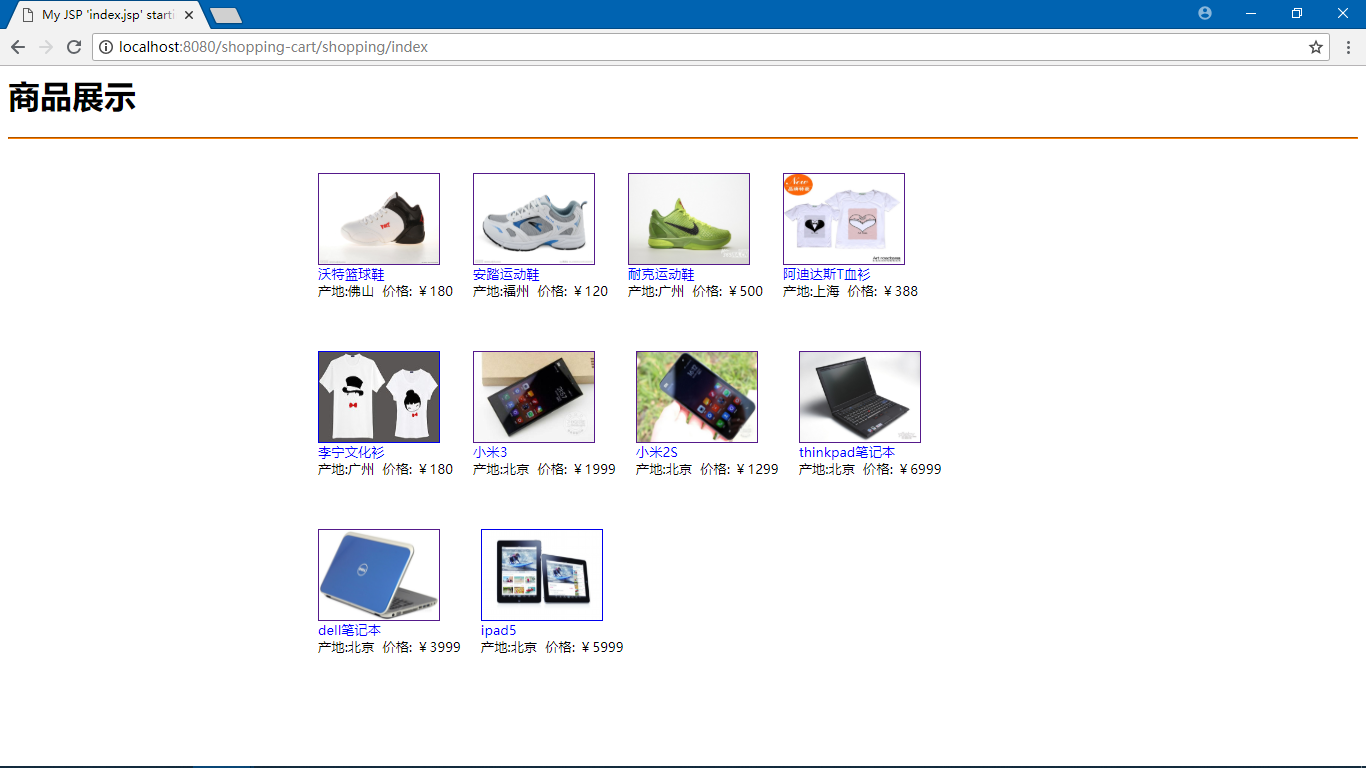 My JSP 'index.jsp' starti
localhost:8080/shopping-cart/shopping/index
商品展示
New
沃特篮球鞋
安踏运动鞋
耐克运动鞋
阿迪达斯T血衫
产地:佛山 价格: ￥180
产地:福州 价格: ￥120
产地:广州 价格: ￥500
产地:上海 价格: ￥388
李宁文化衫
小米3
小米2S
thinkpad笔记本
产地:广州 价格: ￥180
产地:北京 价格: ￥1999
产地:北京 价格: ￥1299
产地:北京 价格: ￥6999
dell笔记本
ipad5
产地:北京 价格: ￥3999
产地:北京 价格: ￥5999